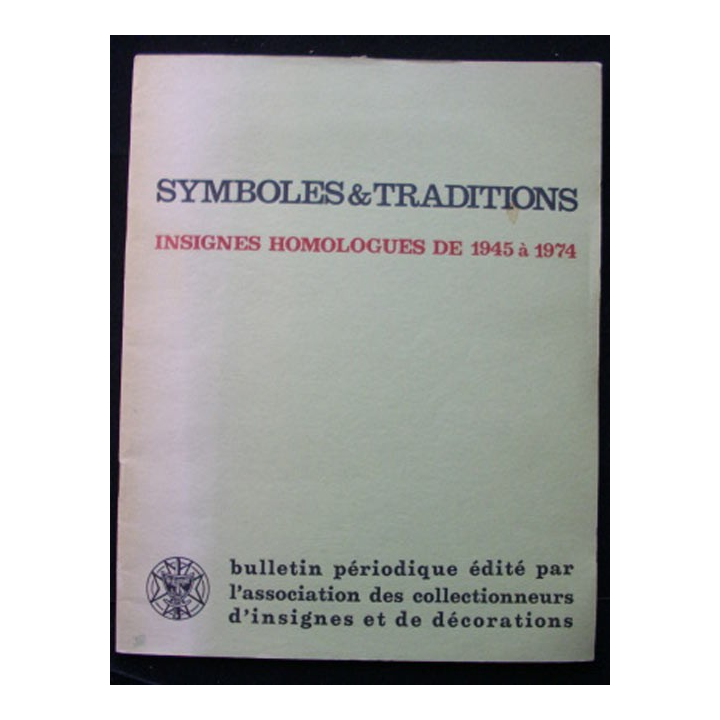 SYMBOLES & TRADITIONS
INSIGNES HOMOLOGUES DE 1945 à 1974
bulletin périodique édité par
l'association des collectionneurs
d'insignes et de décorations